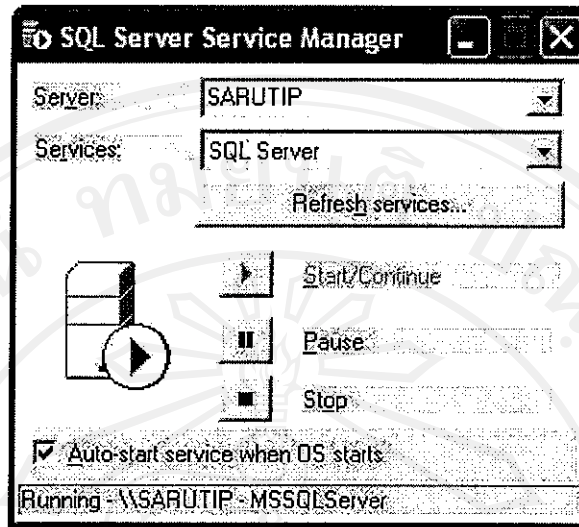 SQL Server Service Manager
Server: SARUTIP
Services: SQL Server
Refresh services...
Start/Continue
Pause
Stop
Auto-start service when OS starts
Running - \\SARUTIP - MSSQLServer